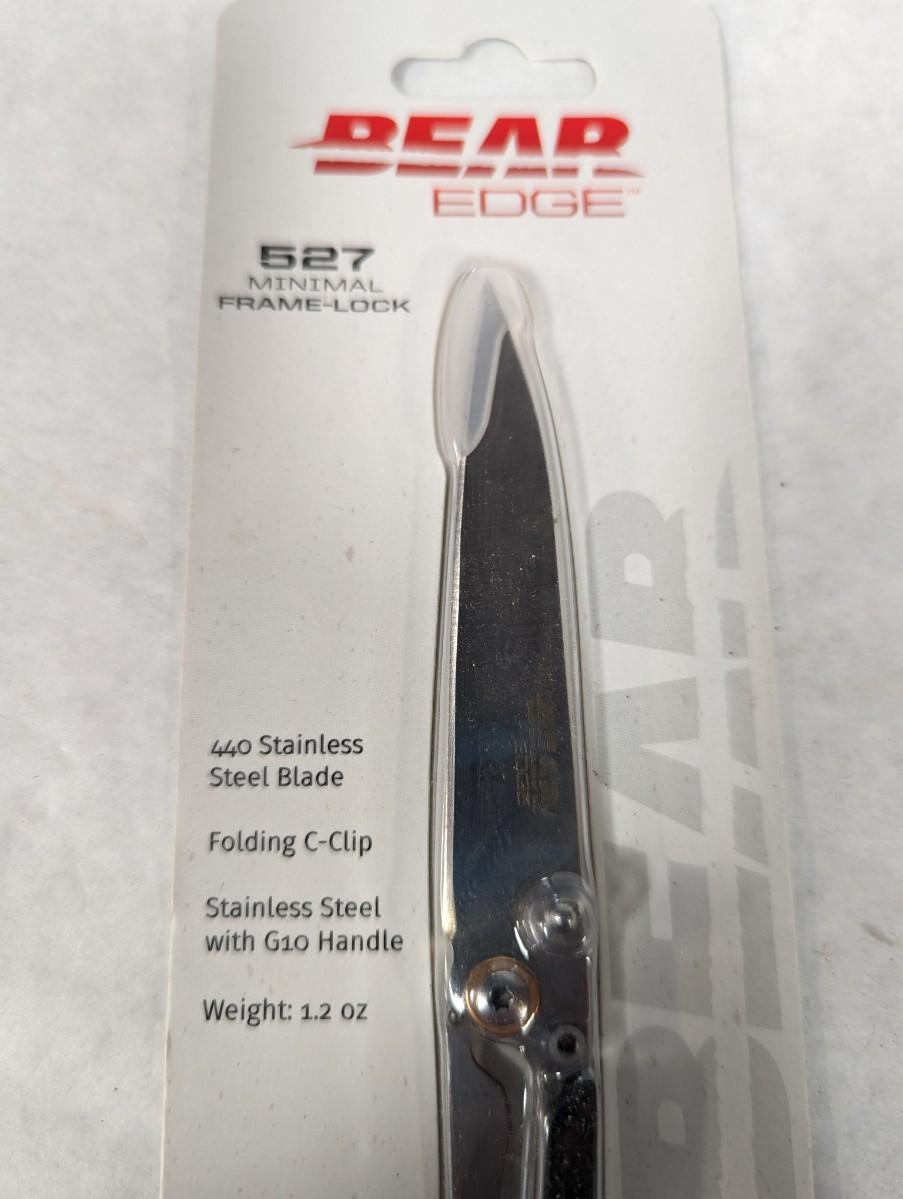 BEAR
EDGE™
527
MINIMAL
FRAME-LOCK
440 Stainless
Steel Blade
Folding C-Clip
Stainless Steel
with G10 Handle
Weight: 1.2 oz
BEAR